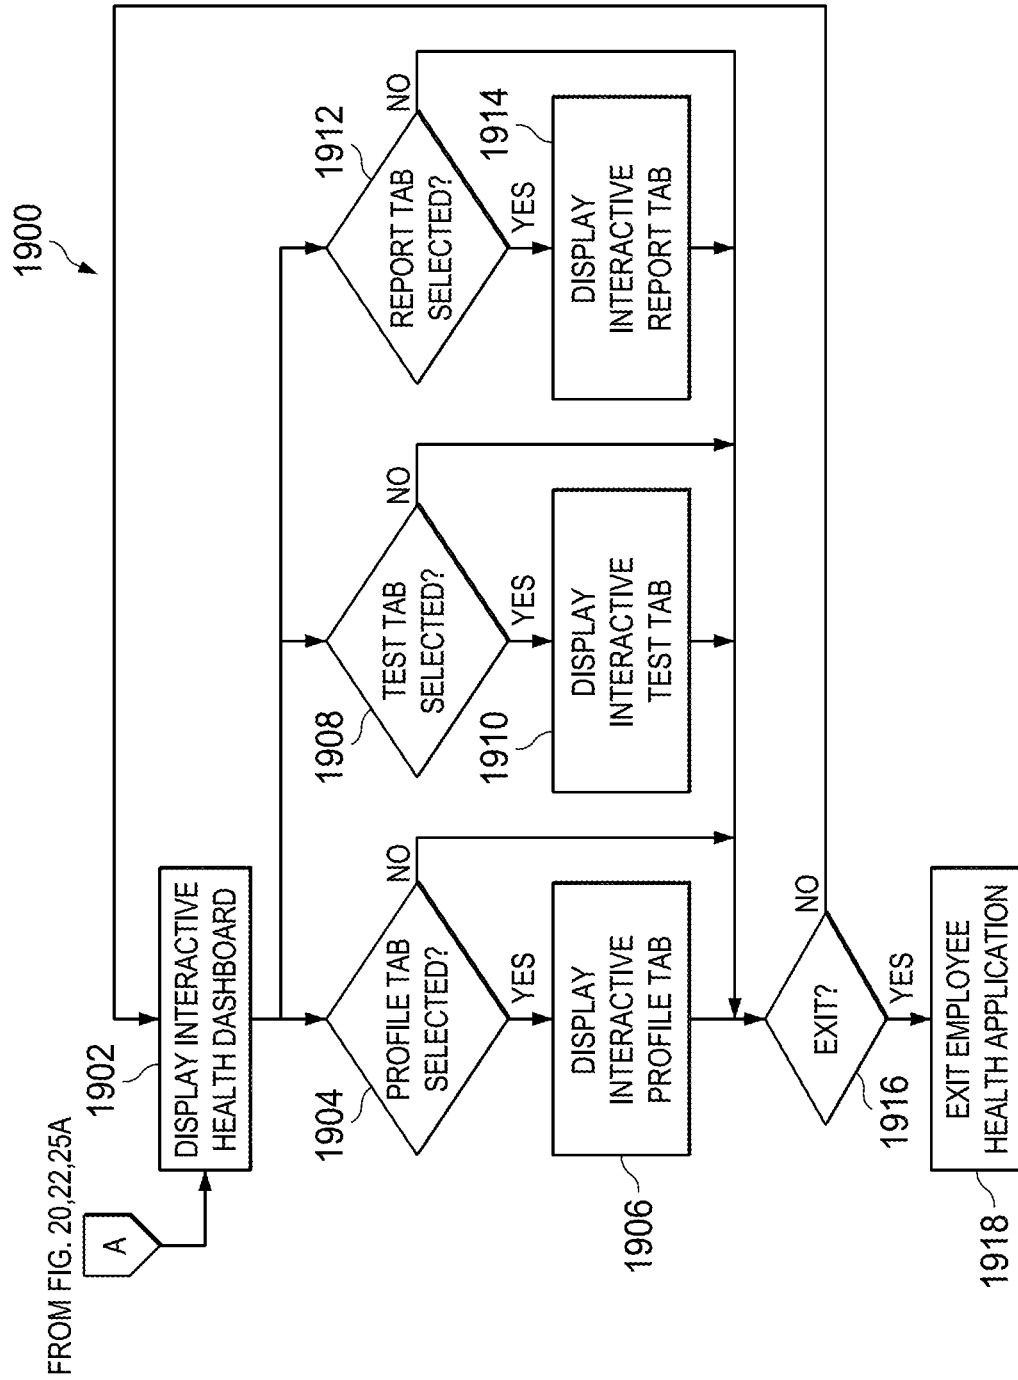 1900
FROM FIG. 20,22,25A
A
1902
DISPLAY INTERACTIVE
HEALTH DASHBOARD
1904
PROFILE TAB
SELECTED?
NO
YES
1908
TEST TAB
SELECTED?
NO
YES
1912
REPORT TAB
SELECTED?
NO
YES
1906
DISPLAY
INTERACTIVE
PROFILE TAB
1910
DISPLAY
INTERACTIVE
TEST TAB
1914
DISPLAY
INTERACTIVE
REPORT TAB
EXIT?
NO
1916
YES
1918
EXIT EMPLOYEE
HEALTH APPLICATION